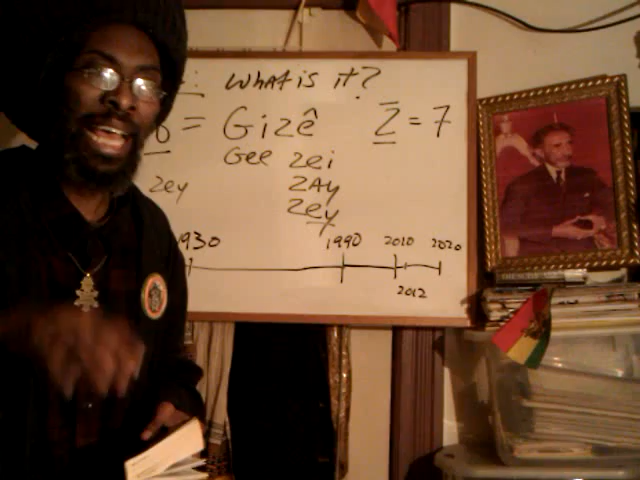 : What is it?
= Gizê Z = 7
Gee zei
zey zay
zey
1930 1990 2010 2020
2012